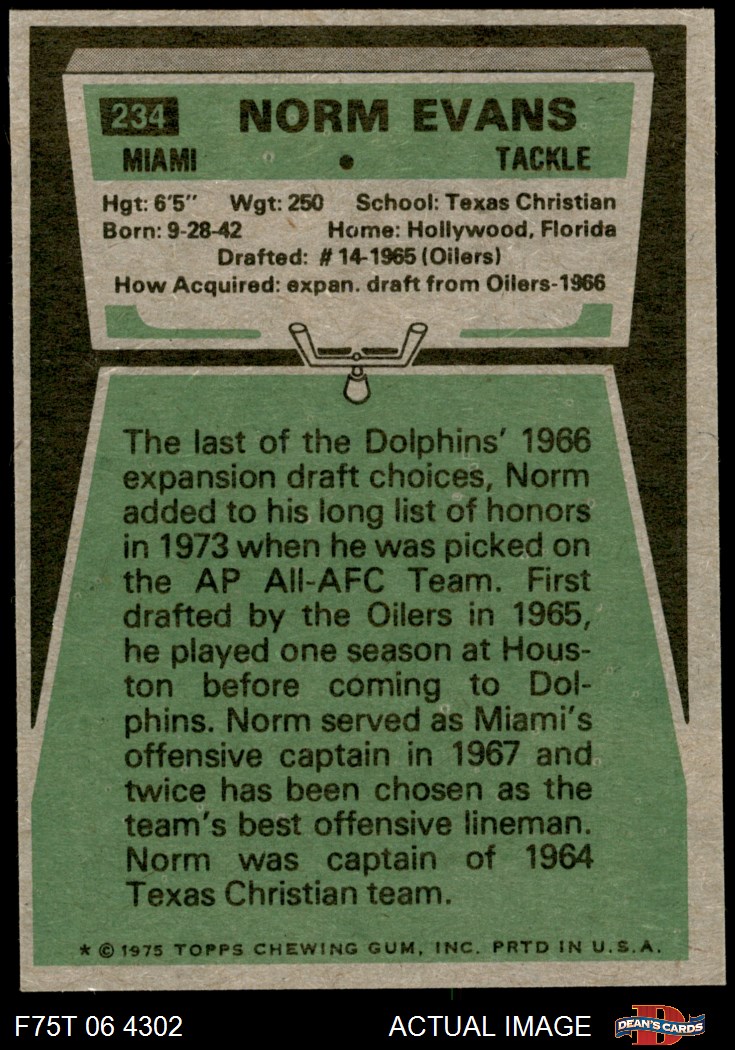 234 NORM EVANS
MIAMI • TACKLE
Hgt: 6'5" Wgt: 250 School: Texas Christian
Born: 9-28-42 Home: Hollywood, Florida
Drafted: #14-1965 (Oilers)
How Acquired: expan. draft from Oilers-1966
The last of the Dolphins' 1966
expansion draft choices, Norm
added to his long list of honors
in 1973 when he was picked on
the AP All-AFC Team. First
drafted by the Oilers in 1965,
he played one season at Hous-
ton before coming to Dol-
phins. Norm served as Miami's
offensive captain in 1967 and
twice has been chosen as the
team's best offensive lineman.
Norm was captain of 1964
Texas Christian team.
* © 1975 TOPPS CHEWING GUM, INC. PRTD IN U.S.A.
F75T 06 4302 ACTUAL IMAGE D DEAN'S CARDS